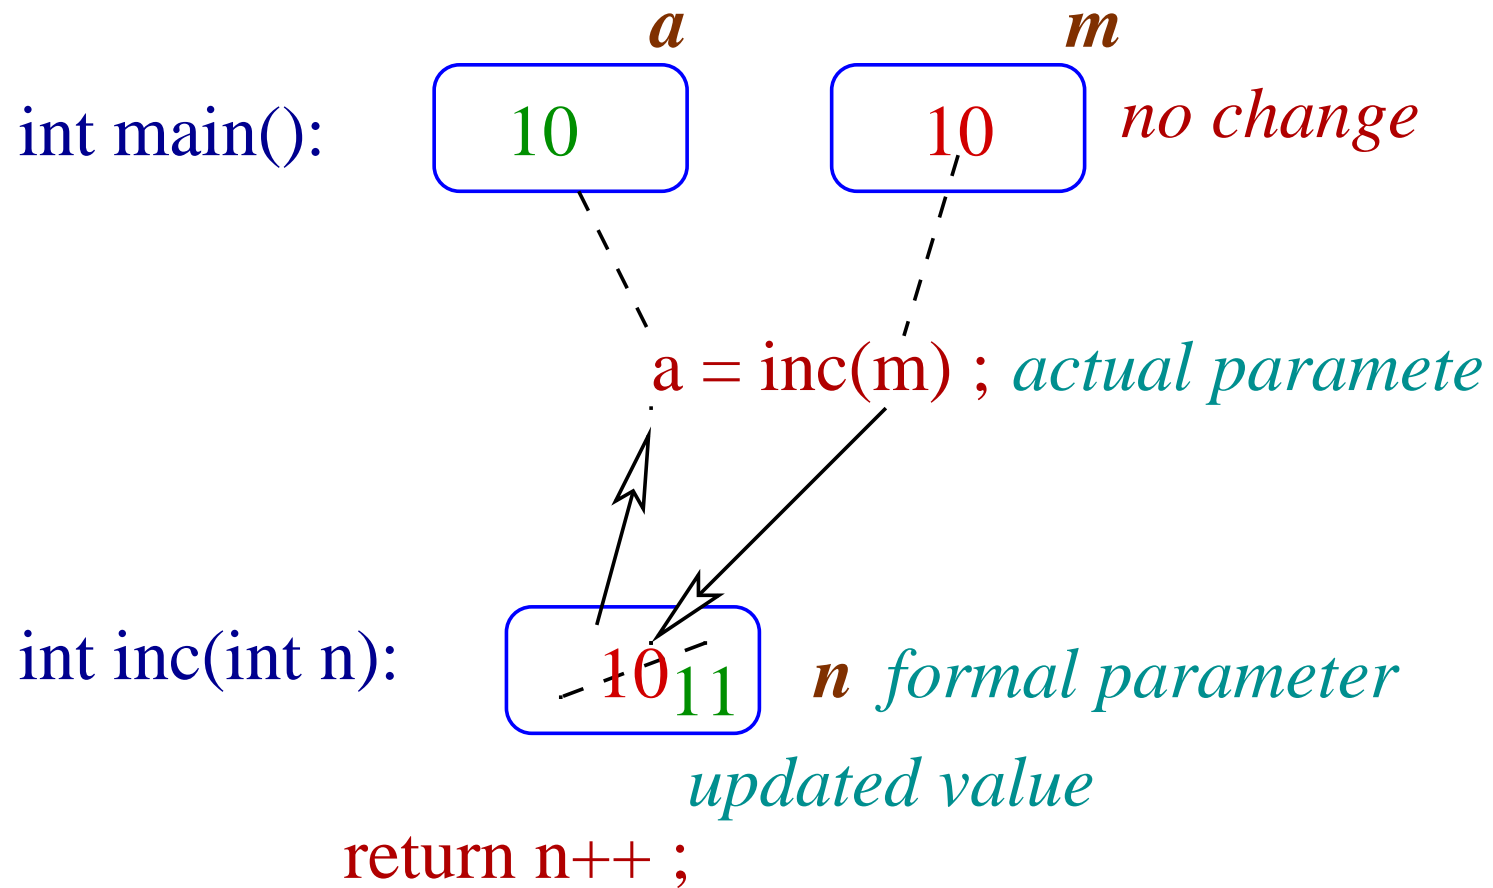 a m
int main(): 10 10 no change
a = inc(m) ; actual paramete
int inc(int n): 10 11 n formal parameter
updated value
return n++ ;